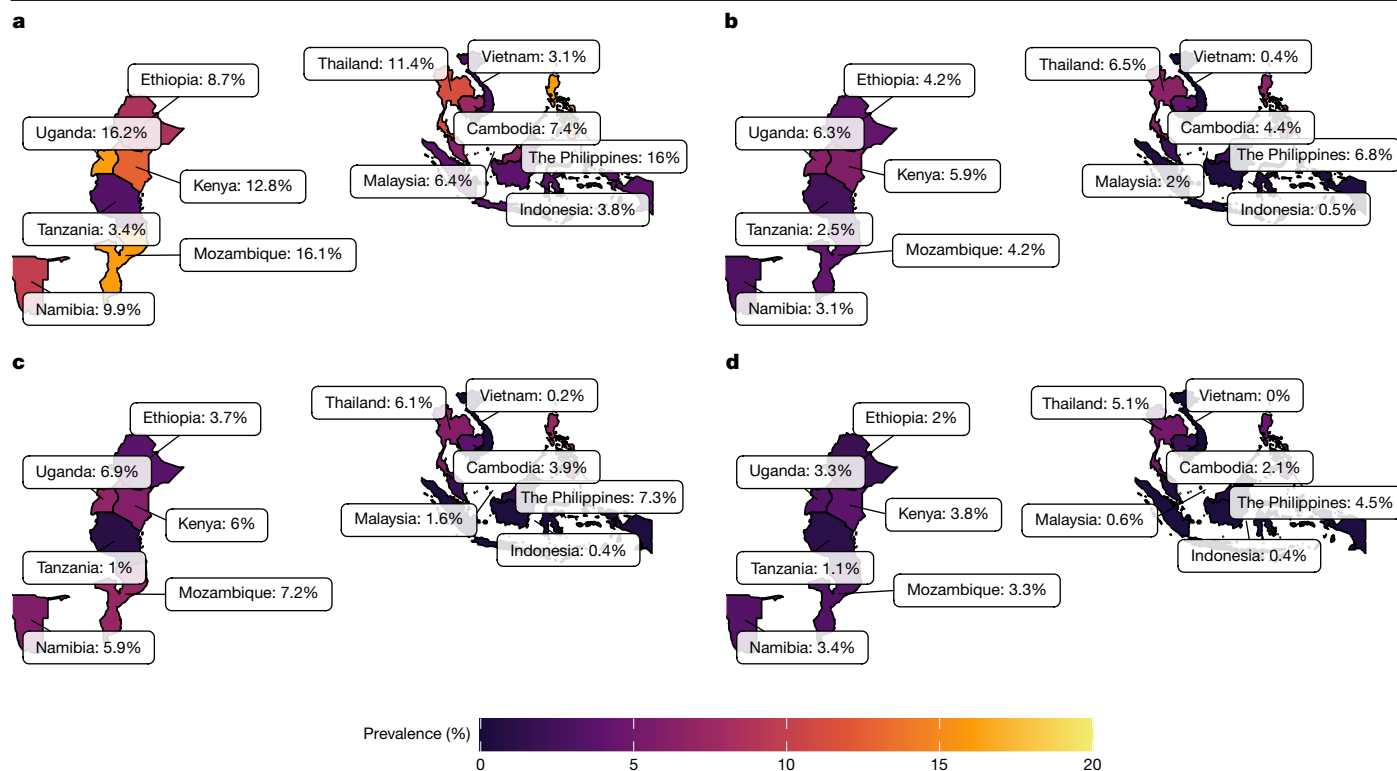 a
Ethiopia: 8.7%
Uganda: 16.2%
Kenya: 12.8%
Tanzania: 3.4%
Mozambique: 16.1%
Namibia: 9.9%
Thailand: 11.4%
Vietnam: 3.1%
Cambodia: 7.4%
The Philippines: 16%
Malaysia: 6.4%
Indonesia: 3.8%
b
Ethiopia: 4.2%
Uganda: 6.3%
Kenya: 5.9%
Tanzania: 2.5%
Mozambique: 4.2%
Namibia: 3.1%
Thailand: 6.5%
Vietnam: 0.4%
Cambodia: 4.4%
The Philippines: 6.8%
Malaysia: 2%
Indonesia: 0.5%
c
Ethiopia: 3.7%
Uganda: 6.9%
Kenya: 6%
Tanzania: 1%
Mozambique: 7.2%
Namibia: 5.9%
Thailand: 6.1%
Vietnam: 0.2%
Cambodia: 3.9%
The Philippines: 7.3%
Malaysia: 1.6%
Indonesia: 0.4%
d
Ethiopia: 2%
Uganda: 3.3%
Kenya: 3.8%
Tanzania: 1.1%
Mozambique: 3.3%
Namibia: 3.4%
Thailand: 5.1%
Vietnam: 0%
Cambodia: 2.1%
The Philippines: 4.5%
Malaysia: 0.6%
Indonesia: 0.4%
Prevalence (%)
0 5 10 15 20